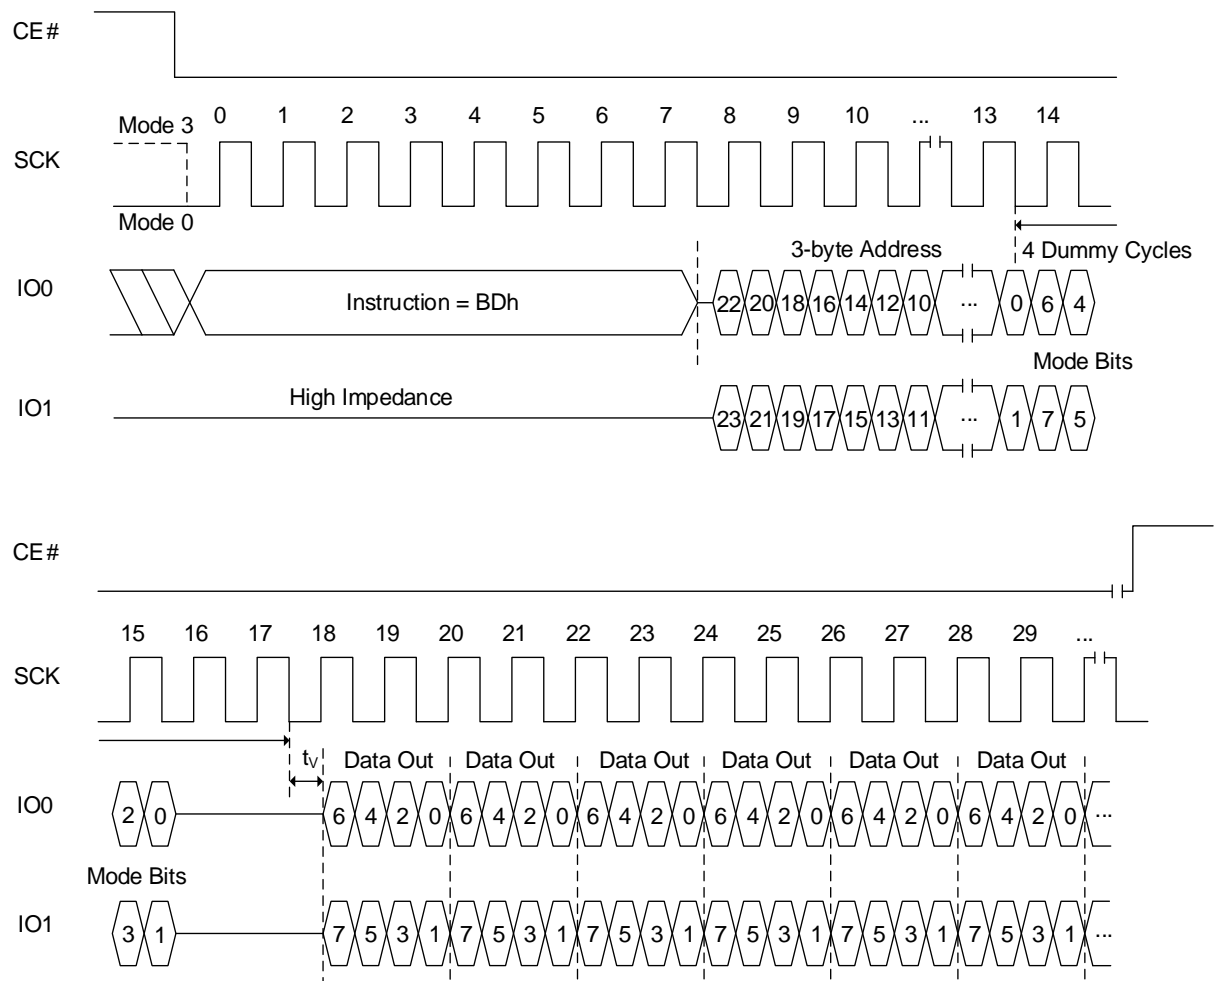 CE#
Mode 3
0 1 2 3 4 5 6 7 8 9 10 ... 13 14
SCK
Mode 0
3-byte Address
4 Dummy Cycles
IO0
Instruction = BDh
22 20 18 16 14 12 10 ... 0 6 4
Mode Bits
IO1
High Impedance
23 21 19 17 15 13 11 ... 1 7 5
CE#
15 16 17 18 19 20 21 22 23 24 25 26 27 28 29 ...
SCK
tV
Data Out Data Out Data Out Data Out Data Out Data Out
IO0
2 0 6 4 2 0 6 4 2 0 6 4 2 0 6 4 2 0 6 4 2 0 6 4 2 0 ...
Mode Bits
IO1
3 1 7 5 3 1 7 5 3 1 7 5 3 1 7 5 3 1 7 5 3 1 7 5 3 1 ...